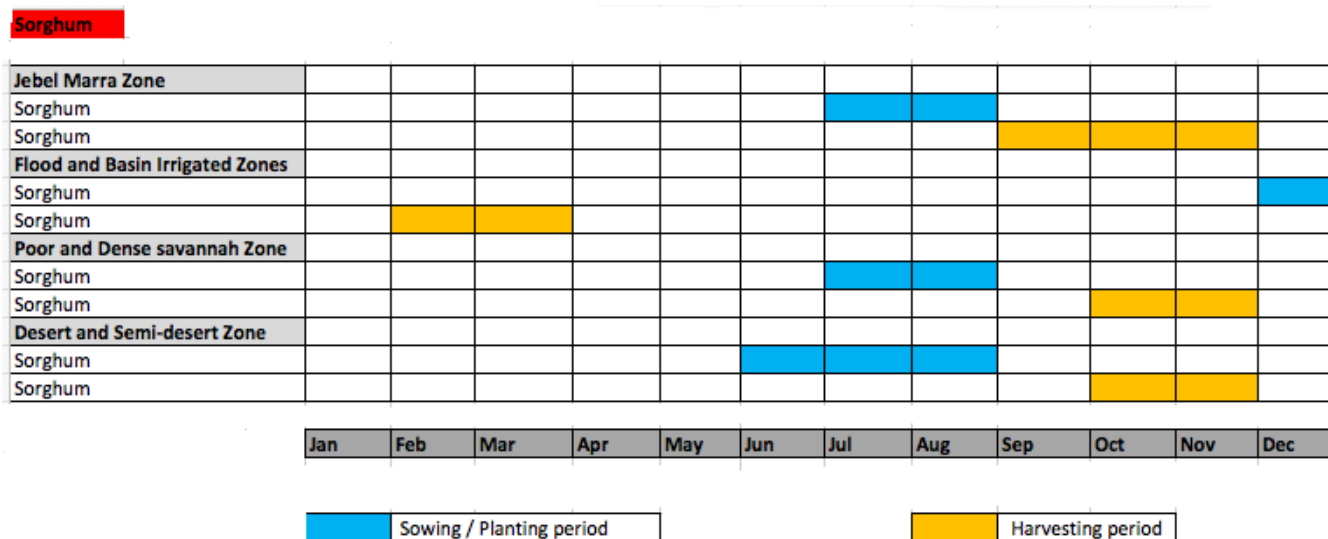 Sorghum
Jebel Marra Zone
Sorghum
Sorghum
Flood and Basin Irrigated Zones
Sorghum
Sorghum
Poor and Dense savannah Zone
Sorghum
Sorghum
Desert and Semi-desert Zone
Sorghum
Sorghum
Jan Feb Mar Apr May Jun Jul Aug Sep Oct Nov Dec
Sowing / Planting period Harvesting period